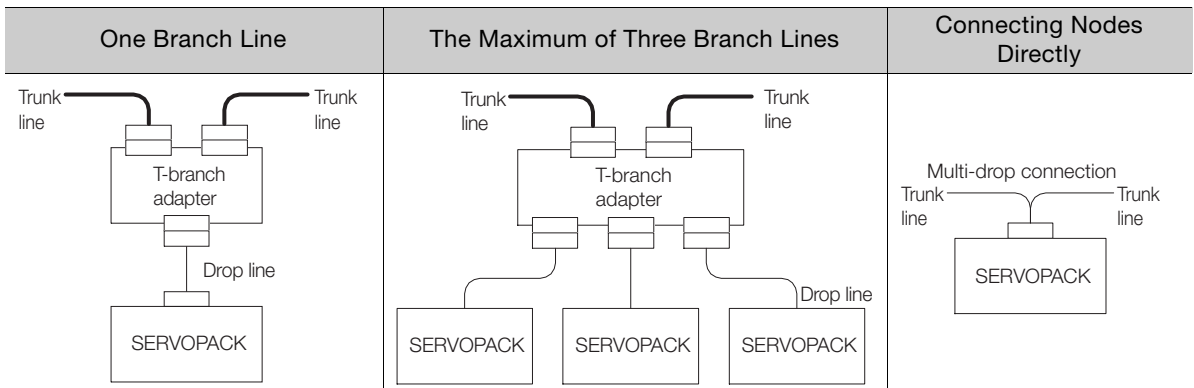 One Branch Line
The Maximum of Three Branch Lines
Connecting Nodes
Directly
Trunk
line
Trunk
line
T-branch
adapter
Drop line
SERVOPACK
Trunk
line
Trunk
line
T-branch
adapter
Drop line
SERVOPACK
SERVOPACK
SERVOPACK
Multi-drop connection
Trunk
line
Trunk
line
SERVOPACK